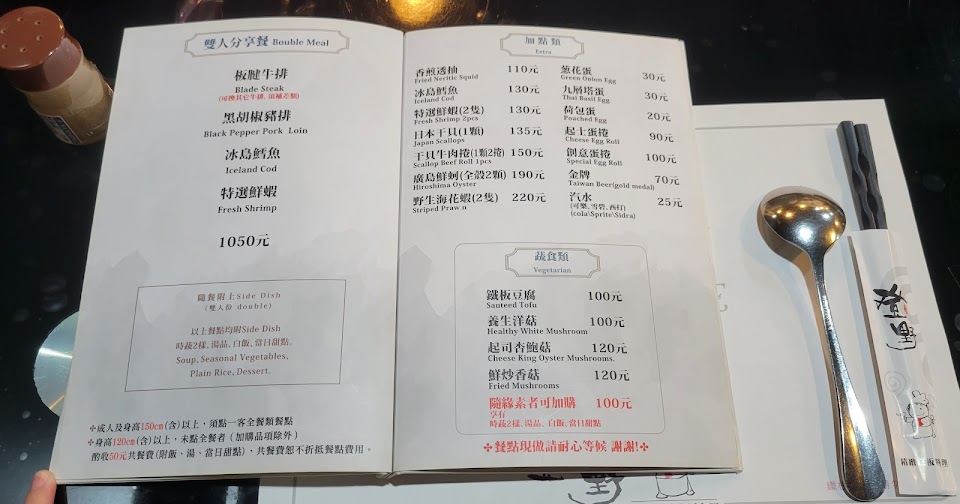 雙人分享餐 Bouble Meal
板腱牛排
Blade Steak
(可換其它牛排, 須補差額)
黑胡椒豬排
Black Pepper Pork Loin
冰島鱈魚
Iceland Cod
特選鮮蝦
Fresh Shrimp
1050元
隨餐附上Side Dish
(雙人份 double)
以上餐點均附Side Dish
時蔬2樣、湯品、白飯、當日甜點。
Soup, Seasonal Vegetables,
Plain Rice, Dessert.
✤成人及身高150cm(含)以上，須點一客全餐類餐點
✤身高120cm(含)以上，未點全餐者 (加購品項除外)
酌收50元共餐費(附飯、湯、當日甜點)，共餐費恕不折抵餐點費用。
加點類
Extra
香煎透抽 110元
Fried Neritic Squid
冰島鱈魚 130元
Iceland Cod
特選鮮蝦(2隻) 130元
Fresh Shrimp 2pcs
日本干貝(1顆) 135元
Japan Scallops
干貝牛肉捲(1顆2捲) 150元
Scallop Beef Roll 1pcs
廣島鮮蚵(全殼2顆) 190元
Hiroshima Oyster
野生海花蝦(2隻) 220元
Striped Praw n
葱花蛋 30元
Green Onion Egg
九層塔蛋 30元
Thai Basil Egg
荷包蛋 20元
Poached Egg
起士蛋捲 90元
Cheese Egg Roll
創意蛋捲 100元
Special Egg Roll
金牌 70元
Taiwan Beer(gold medal)
汽水 25元
(可樂、雪碧、西打)
(cola\Sprite\Sidra)
蔬食類
Vegetarian
鐵板豆腐 100元
Sauteed Tofu
養生洋菇 100元
Healthy White Mushroom
起司杏鮑菇 120元
Cheese King Oyster Mushrooms.
鮮炒香菇 120元
Fried Mushrooms
隨緣素者可加購 100元
享有
時蔬2樣、湯品、白飯、當日甜點。
✤餐點現做請耐心等候 謝謝!✤
登野
野